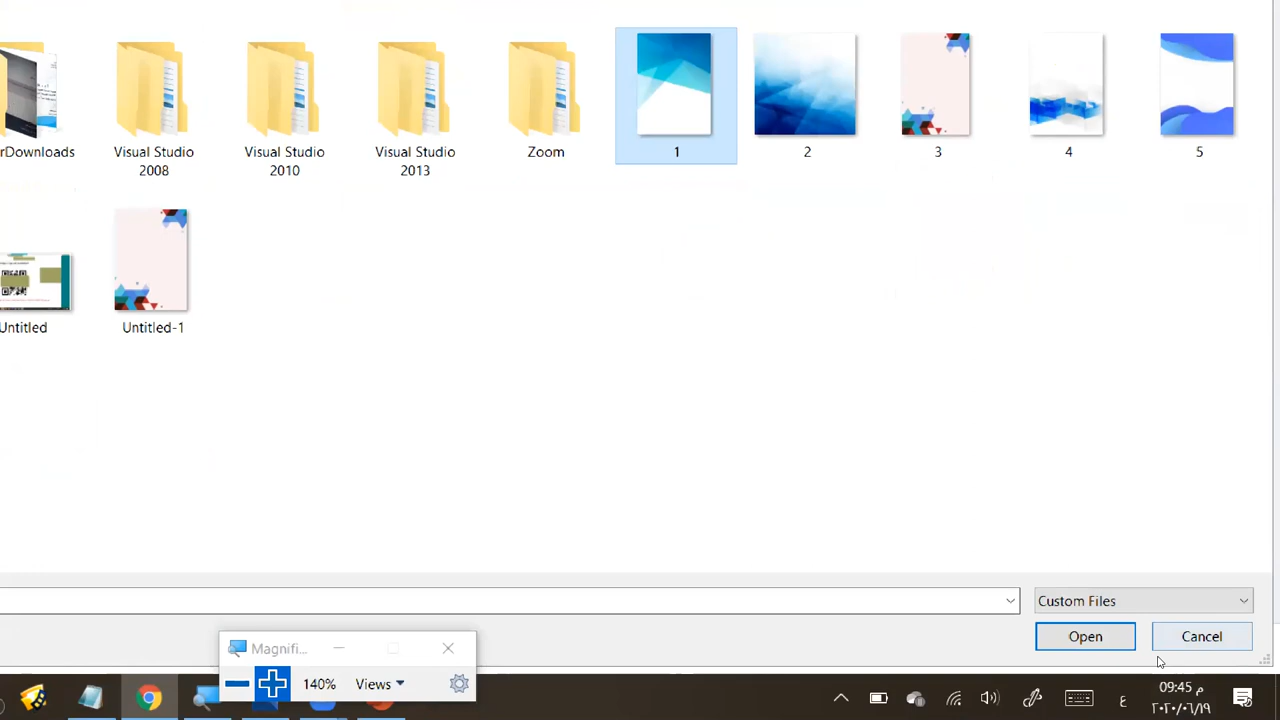 rDownloads
Visual Studio
2008
Visual Studio
2010
Visual Studio
2013
Zoom
1
2
3
4
5
Untitled
Untitled-1
Custom Files
Open
Cancel
Magnifi...
140%
Views
ع
09:45 م
٢٠٢٠/٠٦/١٩